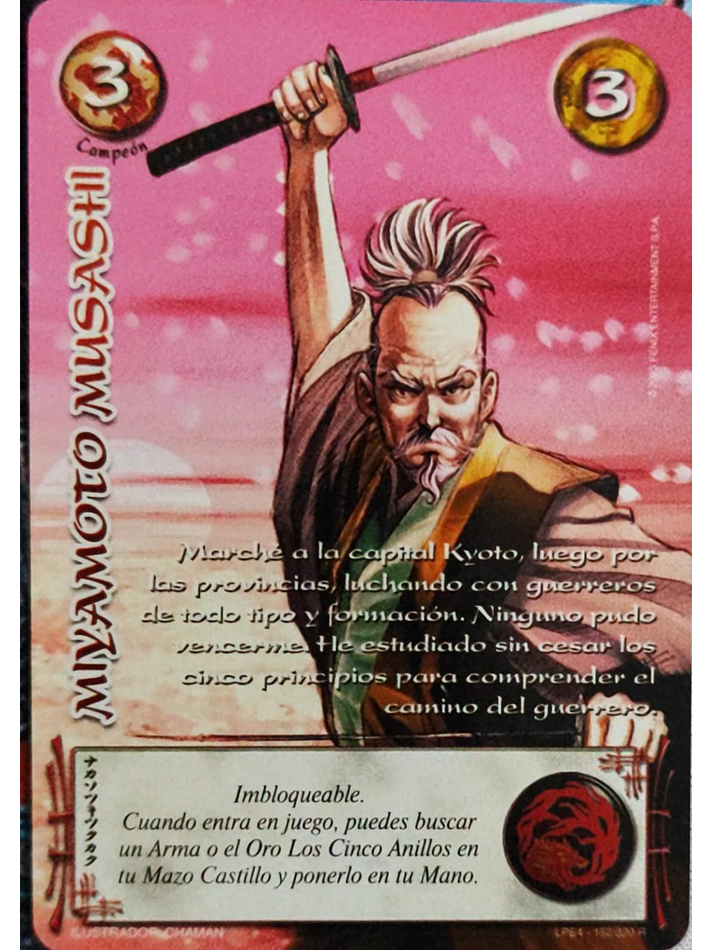 3
3
Campeón
MIYAMOTO MUSASHI
Marché a la capital Kyoto, luego por
las provincias, luchando con guerreros
de todo tipo y formación. Ninguno pudo
vencerme. He estudiado sin cesar los
cinco principios para comprender el
camino del guerrero.
Imbloqueable.
Cuando entra en juego, puedes buscar
un Arma o el Oro Los Cinco Anillos en
tu Mazo Castillo y ponerlo en tu Mano.
FENIX ENTERTAINMENT S.P.A
ILUSTRADOR: CHAMAN